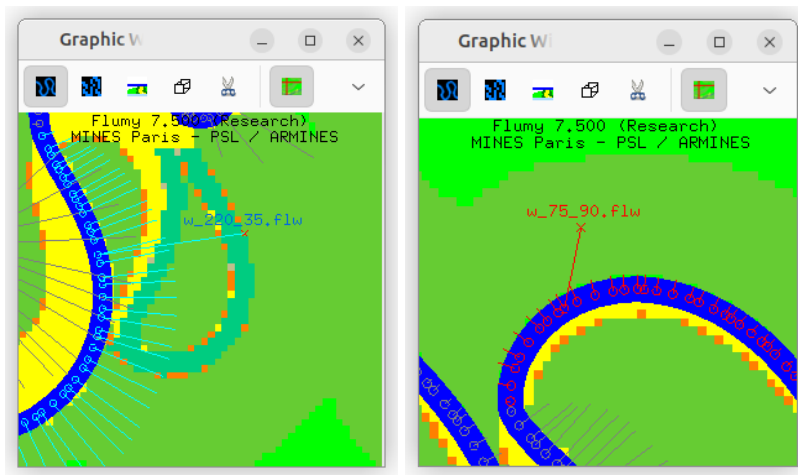 Graphic W
Flumy 7.500 (Research)
MINES Paris - PSL / ARMINES
w_220_35.flw
Graphic Wi
Flumy 7.500 (Research)
MINES Paris - PSL / ARMINES
w_75_90.flw